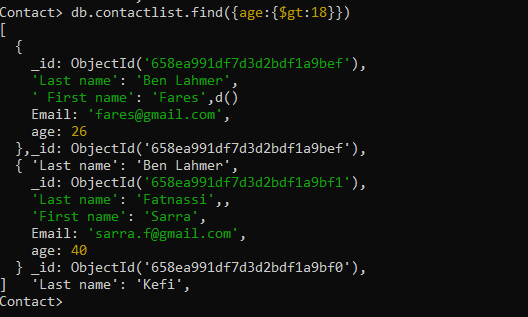 Contact> db.contactlist.find({age:{$gt:18}})
[
  {
    _id: ObjectId('658ea991df7d3d2bdf1a9bef'),
    'Last name': 'Ben Lahmer',
    ' First name': 'Fares',d()
    Email: 'fares@gmail.com',
    age: 26
  },_id: ObjectId('658ea991df7d3d2bdf1a9bef'),
  { 'Last name': 'Ben Lahmer',
    _id: ObjectId('658ea991df7d3d2bdf1a9bf1'),
    'Last name': 'Fatnassi',,
    'First name': 'Sarra',
    Email: 'sarra.f@gmail.com',
    age: 40
  } _id: ObjectId('658ea991df7d3d2bdf1a9bf0'),
]   'Last name': 'Kefi',
Contact>